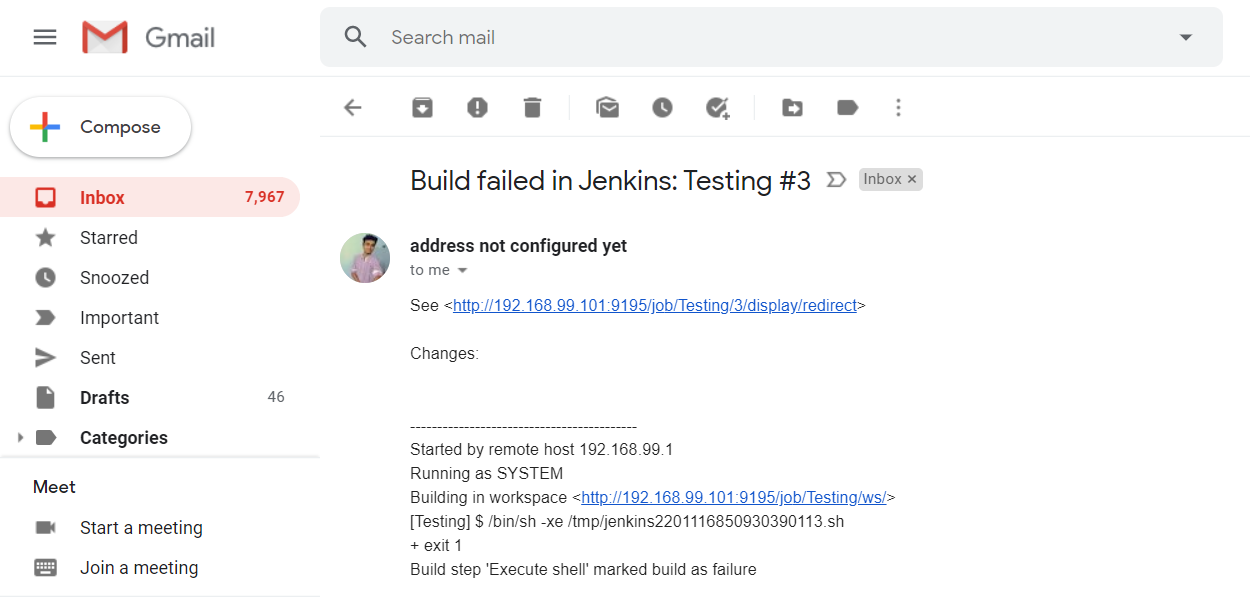 Gmail
Search mail
Compose
Inbox 7,967
Starred
Snoozed
Important
Sent
Drafts 46
Categories
Meet
Start a meeting
Join a meeting
Build failed in Jenkins: Testing #3 Inbox ×
address not configured yet
to me
See <http://192.168.99.101:9195/job/Testing/3/display/redirect>
Changes:
------------------------------------------
Started by remote host 192.168.99.1
Running as SYSTEM
Building in workspace <http://192.168.99.101:9195/job/Testing/ws/>
[Testing] $ /bin/sh -xe /tmp/jenkins2201116850930390113.sh
+ exit 1
Build step 'Execute shell' marked build as failure